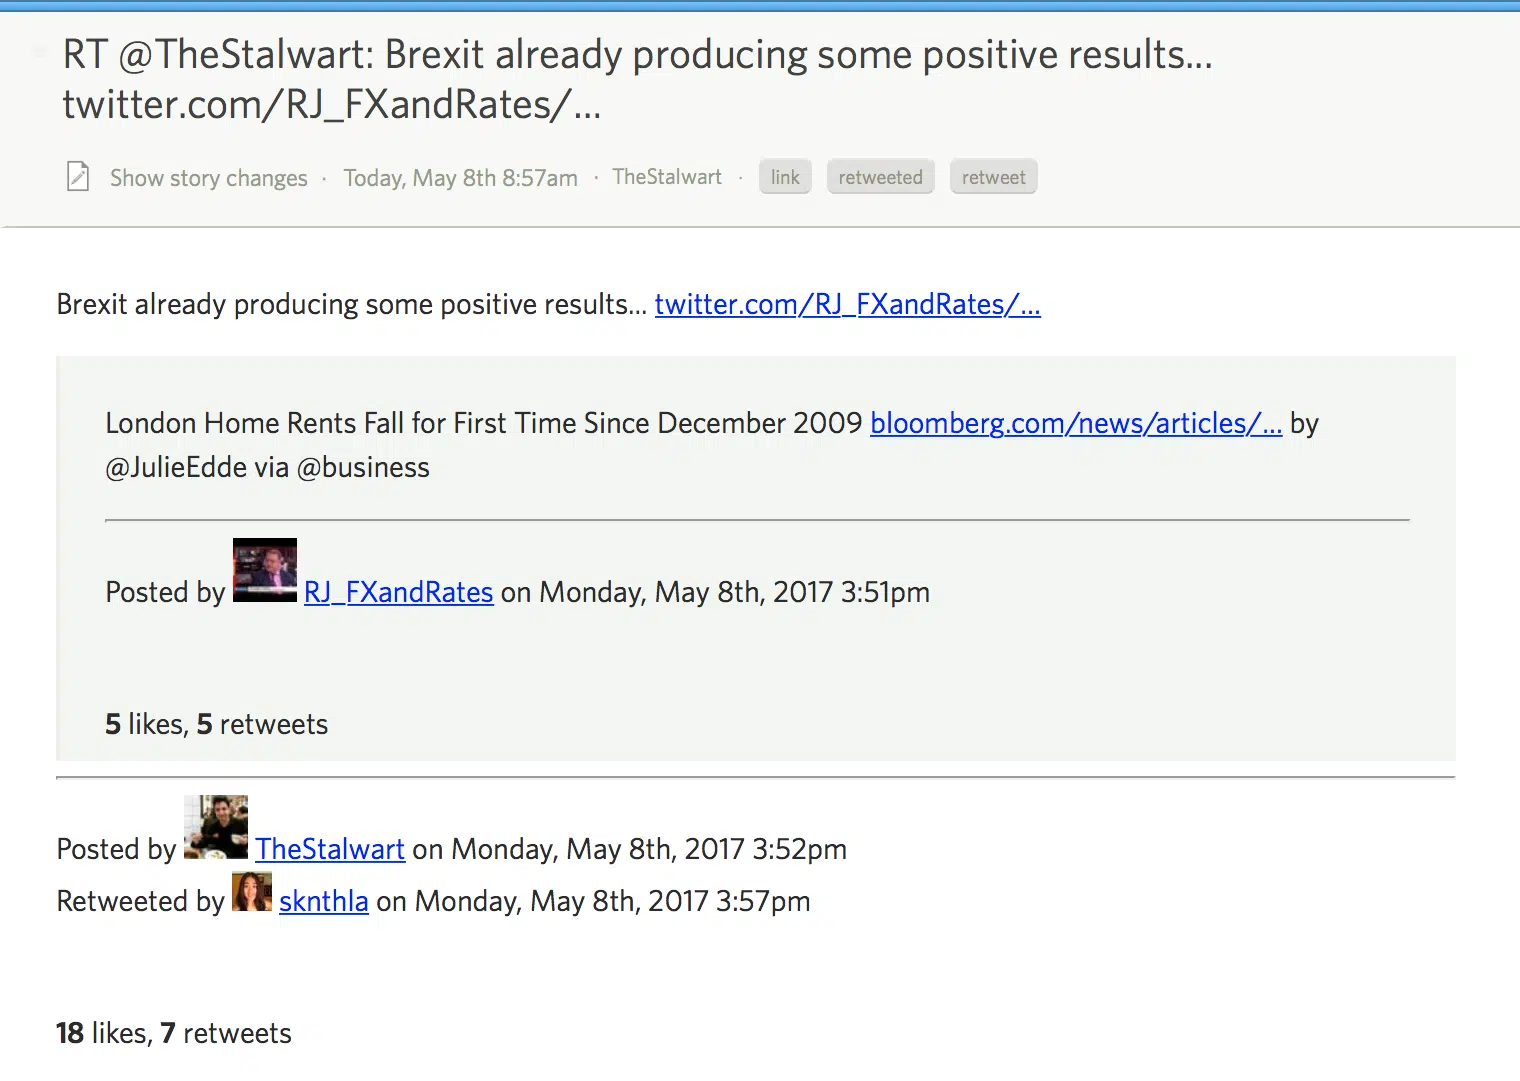 RT @TheStalwart: Brexit already producing some positive results...
twitter.com/RJ_FXandRates/...
Show story changes · Today, May 8th 8:57am · TheStalwart · link retweeted retweet
Brexit already producing some positive results... twitter.com/RJ_FXandRates/...
London Home Rents Fall for First Time Since December 2009 bloomberg.com/news/articles/... by
@JulieEdde via @business
Posted by RJ_FXandRates on Monday, May 8th, 2017 3:51pm
5 likes, 5 retweets
Posted by TheStalwart on Monday, May 8th, 2017 3:52pm
Retweeted by sknthla on Monday, May 8th, 2017 3:57pm
18 likes, 7 retweets